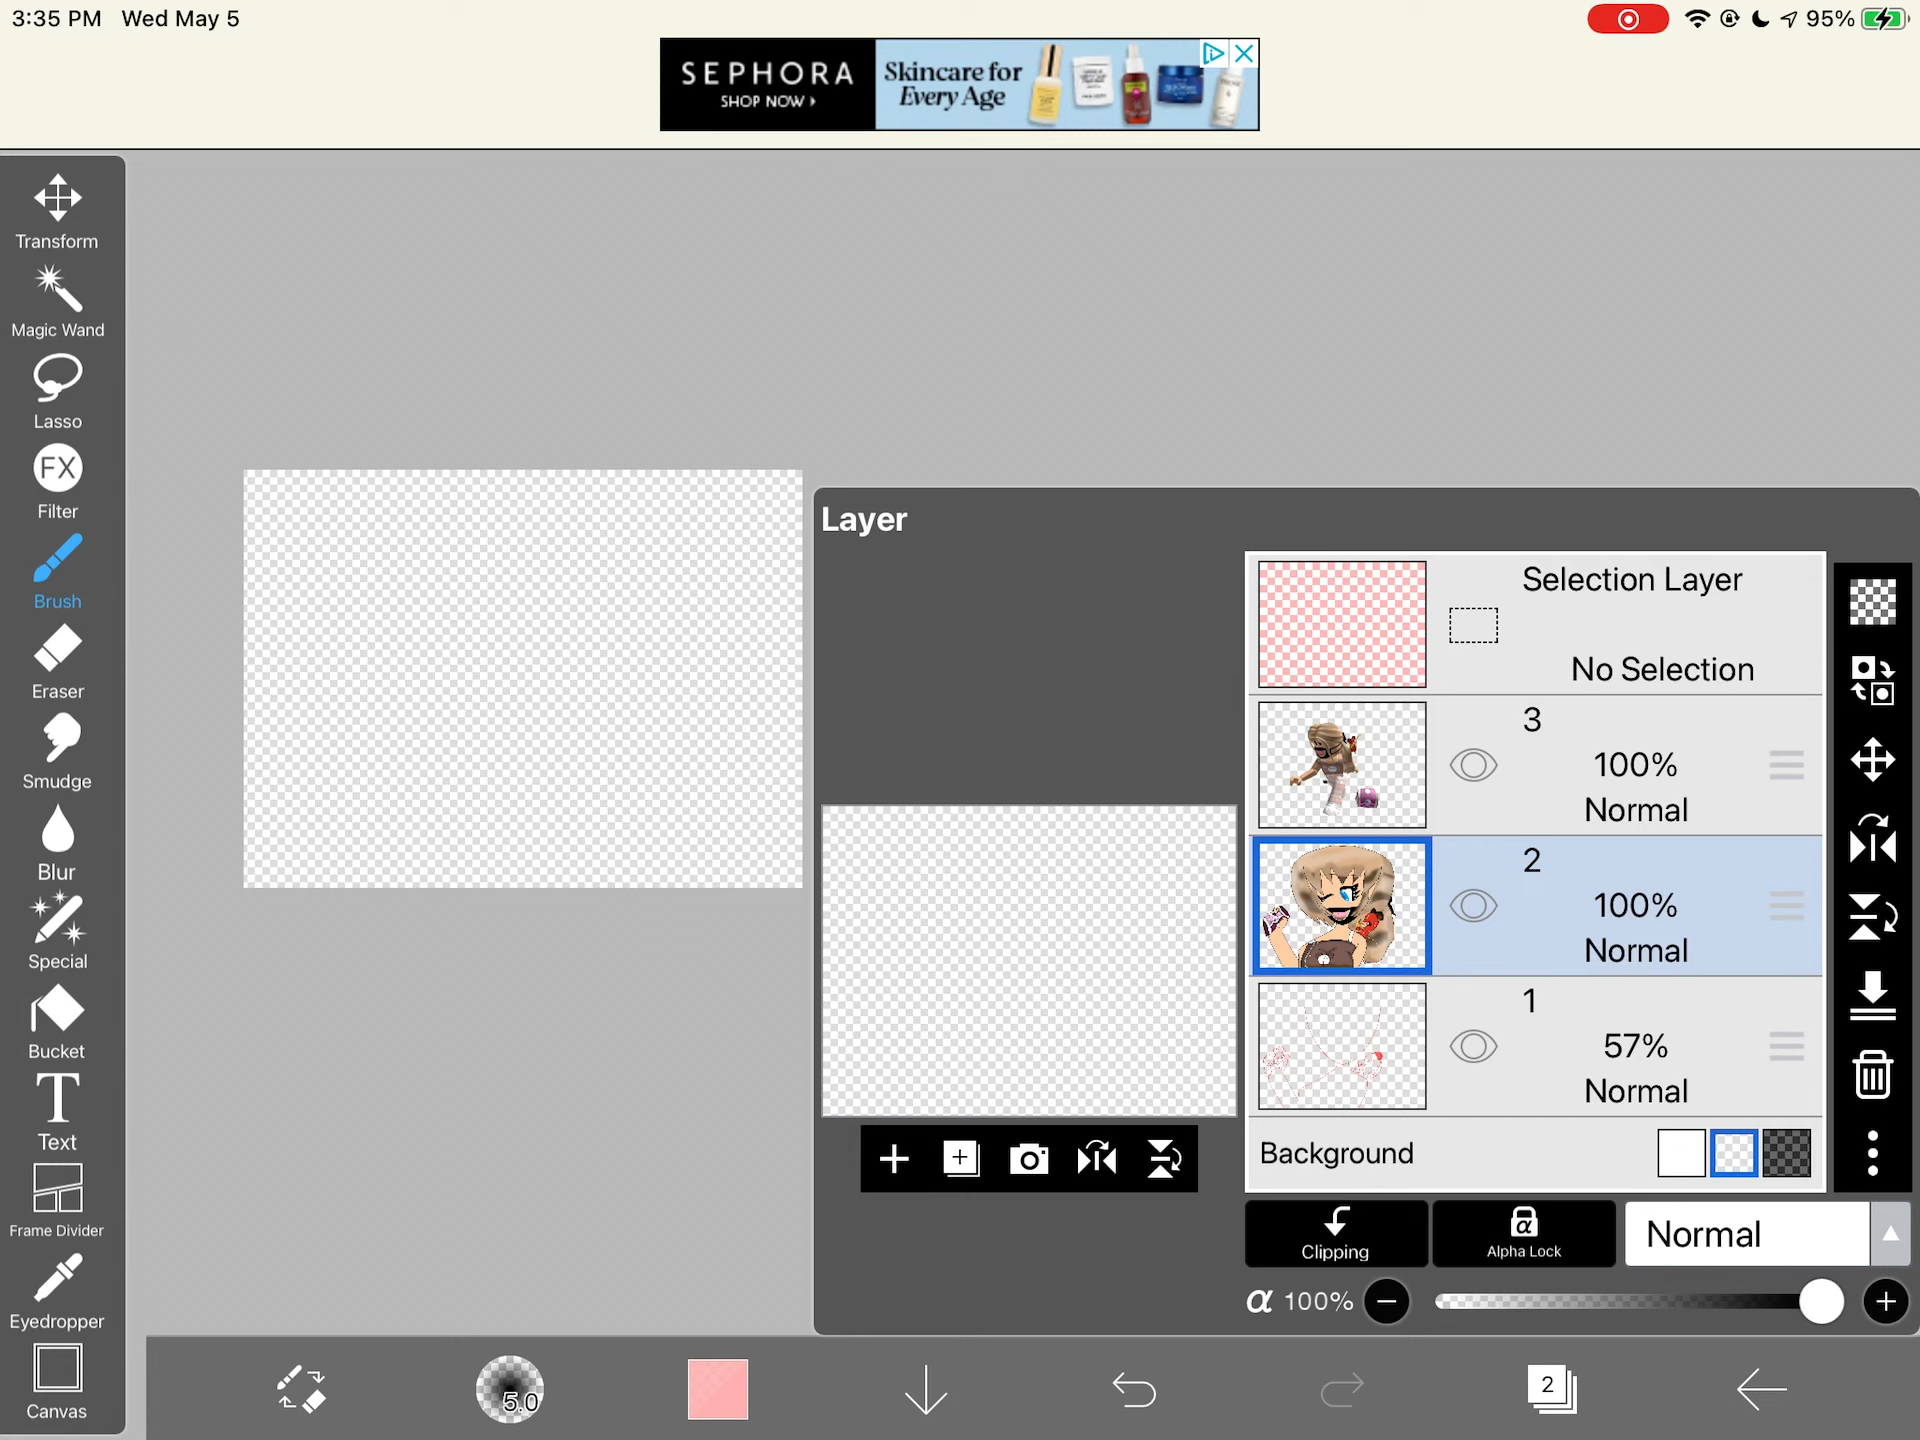 3:35 PM Wed May 5
95%
SEPHORA
SHOP NOW
Skincare for
Every Age
Transform
Magic Wand
Lasso
FX
Filter
Brush
Eraser
Smudge
Blur
Special
Bucket
T
Text
Frame Divider
Eyedropper
Canvas
Layer
Selection Layer
No Selection
3
100%
Normal
2
100%
Normal
1
57%
Normal
Background
Clipping
α
Alpha Lock
Normal
α 100%
5.0
2